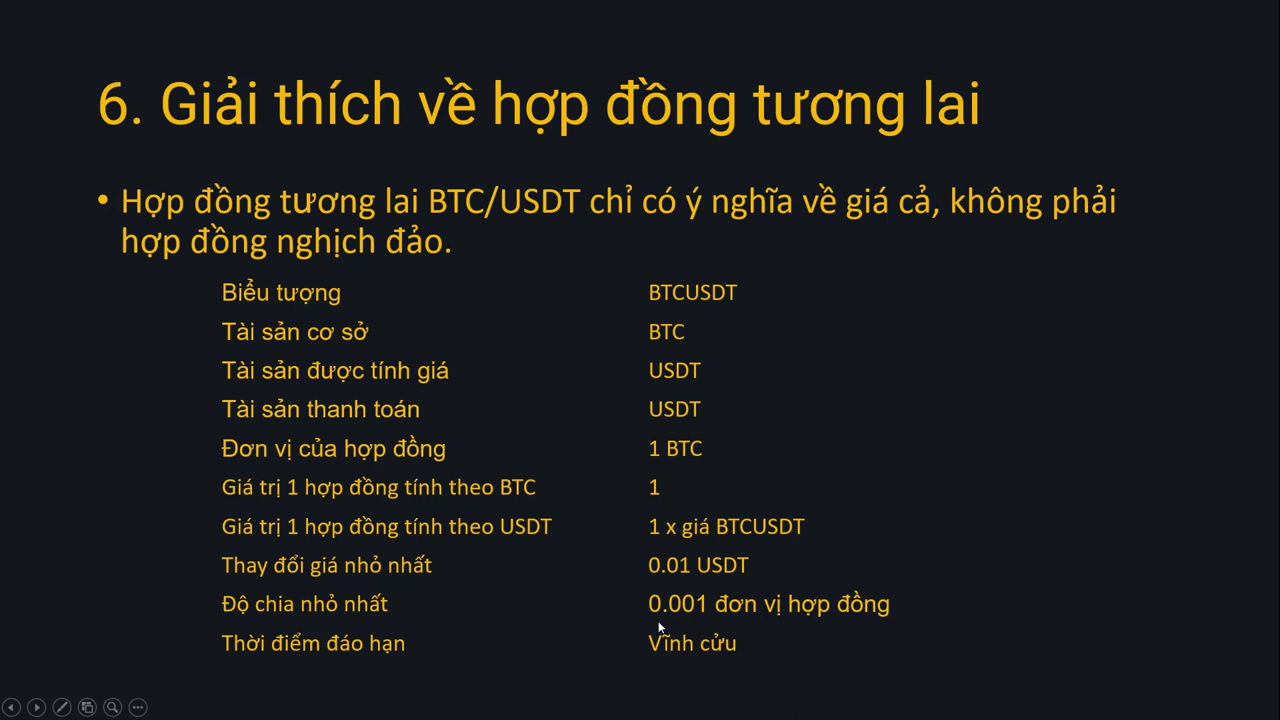 6. Giải thích về hợp đồng tương lai
• Hợp đồng tương lai BTC/USDT chỉ có ý nghĩa về giá cả, không phải
hợp đồng nghịch đảo.
Biểu tượng BTCUSDT
Tài sản cơ sở BTC
Tài sản được tính giá USDT
Tài sản thanh toán USDT
Đơn vị của hợp đồng 1 BTC
Giá trị 1 hợp đồng tính theo BTC 1
Giá trị 1 hợp đồng tính theo USDT 1 x giá BTCUSDT
Thay đổi giá nhỏ nhất 0.01 USDT
Độ chia nhỏ nhất 0.001 đơn vị hợp đồng
Thời điểm đáo hạn Vĩnh cửu